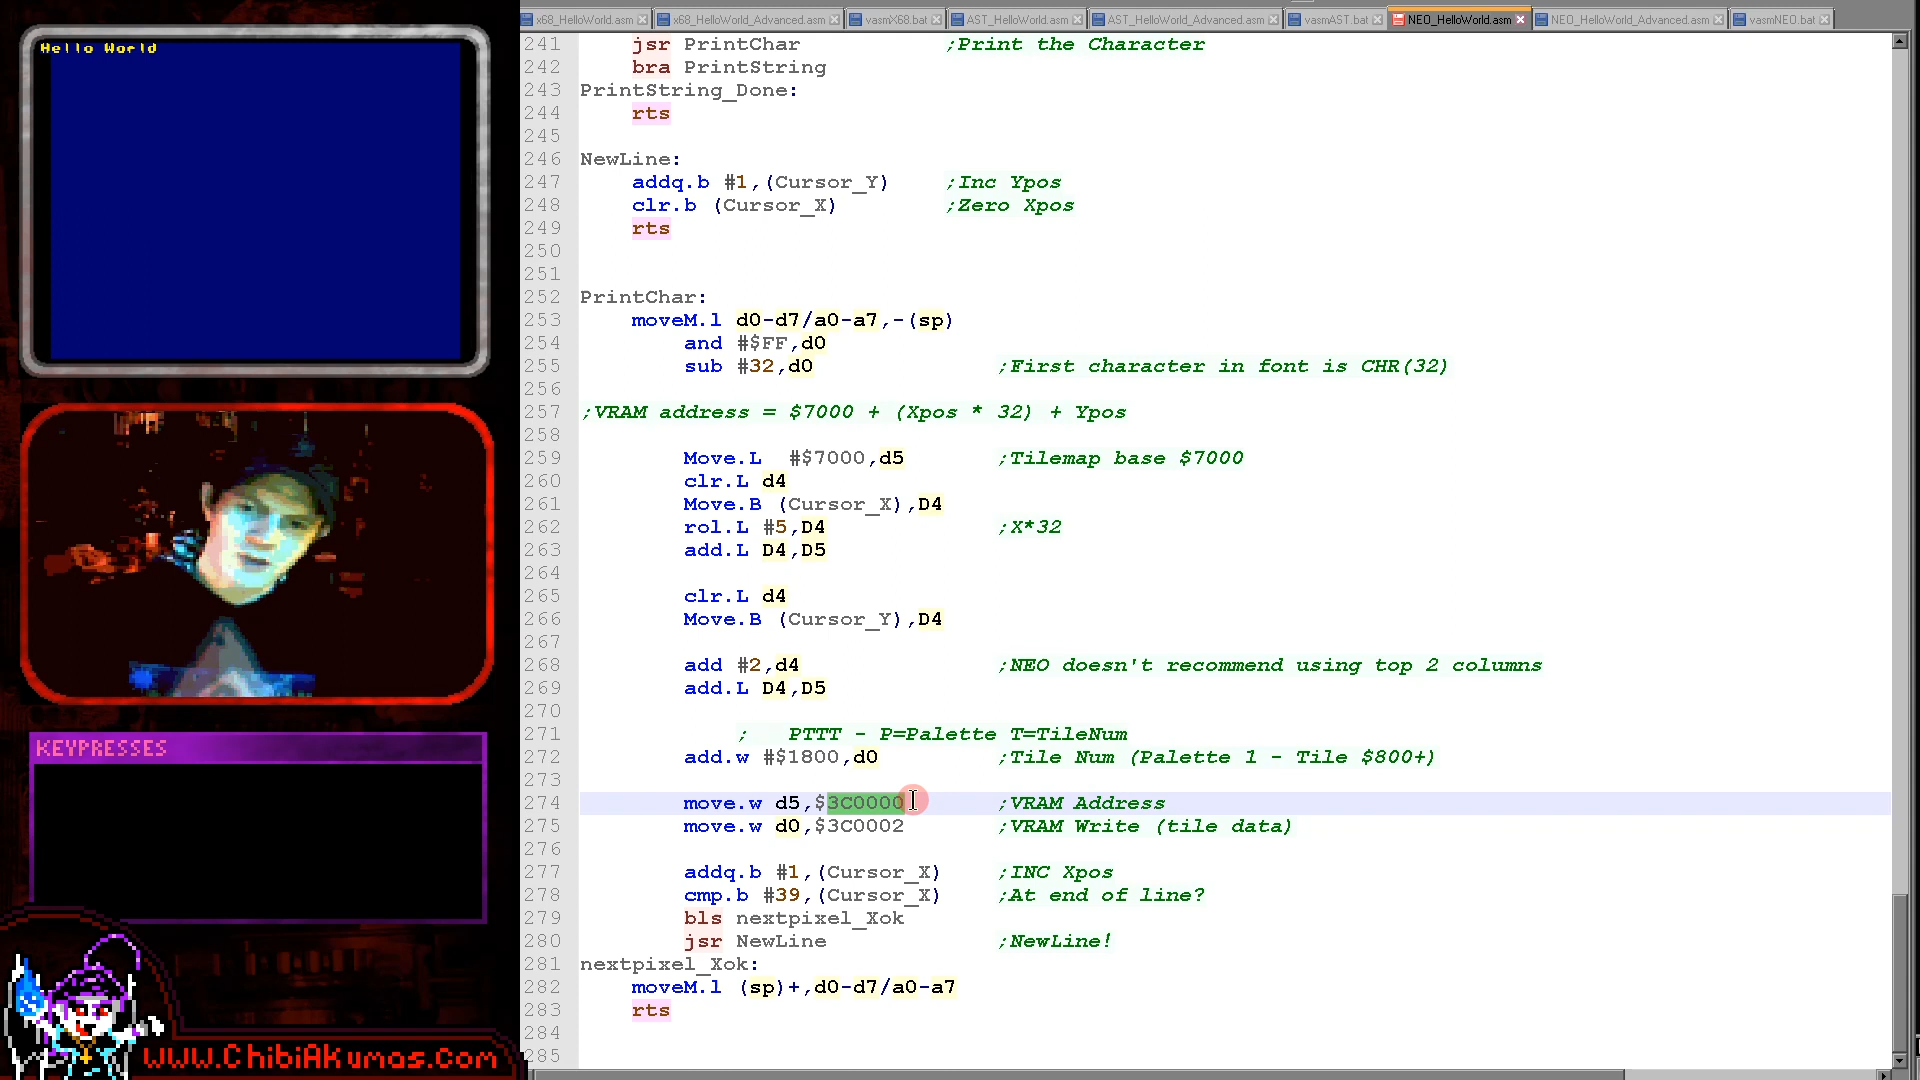 x68_HelloWorld.asm x68_HelloWorld_Advanced.asm vasmX68.bat AST_HelloWorld.asm AST_HelloWorld_Advanced.asm vasmAST.bat NEO_HelloWorld.asm NEO_HelloWorld_Advanced.asm vasmNEO.bat
Hello World
241 jsr PrintChar ;Print the Character
242 bra PrintString
243 PrintString_Done:
244 rts
245
246 NewLine:
247 addq.b #1,(Cursor_Y) ;Inc Ypos
248 clr.b (Cursor_X) ;Zero Xpos
249 rts
250
251
252 PrintChar:
253 moveM.l d0-d7/a0-a7,-(sp)
254 and #$FF,d0
255 sub #32,d0 ;First character in font is CHR(32)
256
257 ;VRAM address = $7000 + (Xpos * 32) + Ypos
258
259 Move.L #$7000,d5 ;Tilemap base $7000
260 clr.L d4
261 Move.B (Cursor_X),D4
262 rol.L #5,D4 ;X*32
263 add.L D4,D5
264
265 clr.L d4
266 Move.B (Cursor_Y),D4
267
268 add #2,d4 ;NEO doesn't recommend using top 2 columns
269 add.L D4,D5
270
271 ; PTTT - P=Palette T=TileNum
272 add.w #$1800,d0 ;Tile Num (Palette 1 - Tile $800+)
273
274 move.w d5,$3C0000 ;VRAM Address
275 move.w d0,$3C0002 ;VRAM Write (tile data)
276
277 addq.b #1,(Cursor_X) ;INC Xpos
278 cmp.b #39,(Cursor_X) ;At end of line?
279 bls nextpixel_Xok
280 jsr NewLine ;NewLine!
281 nextpixel_Xok:
282 moveM.l (sp)+,d0-d7/a0-a7
283 rts
284
285
KEYPRESSES
www.ChibiAkumas.com